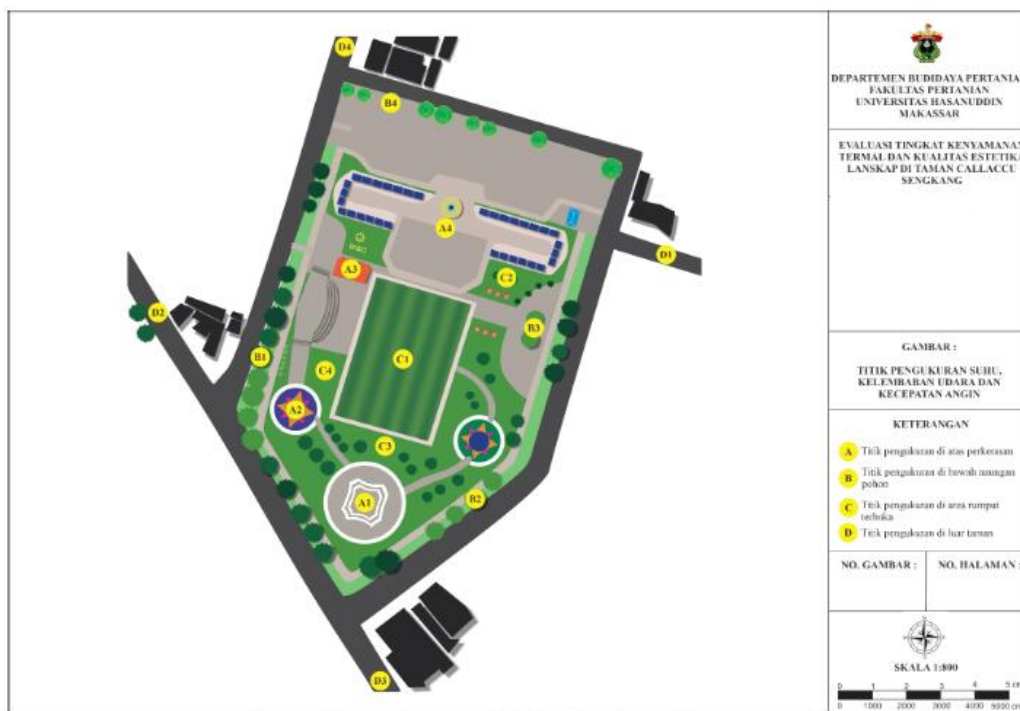 D4
B4
A4
D1
A3
C2
D2
B3
B1
C1
C4
A2
C3
A1
B2
D3
DEPARTEMEN BUDIDAYA PERTANIA
FAKULTAS PERTANIAN
UNIVERSITAS HASANUDDIN
MAKASSAR
EVALUASI TINGKAT KENYAMANAN
TERMAL DAN KUALITAS ESTETIKA
LANSKAP DI TAMAN CALLACCU
SENGKANG
GAMBAR :
TITIK PENGUKURAN SUHU,
KELEMBABAN UDARA DAN
KECEPATAN ANGIN
KETERANGAN
A Titik pengukuran di atas perkerasan
B Titik pengukuran di bawah naungan
pohon
C Titik pengukuran di area rumput
terbuka
D Titik pengukuran di luar taman
NO. GAMBAR :
NO. HALAMAN :
SKALA 1:800
0 1 2 3 4 5 cm
0 1000 2000 3000 4000 5000 cm